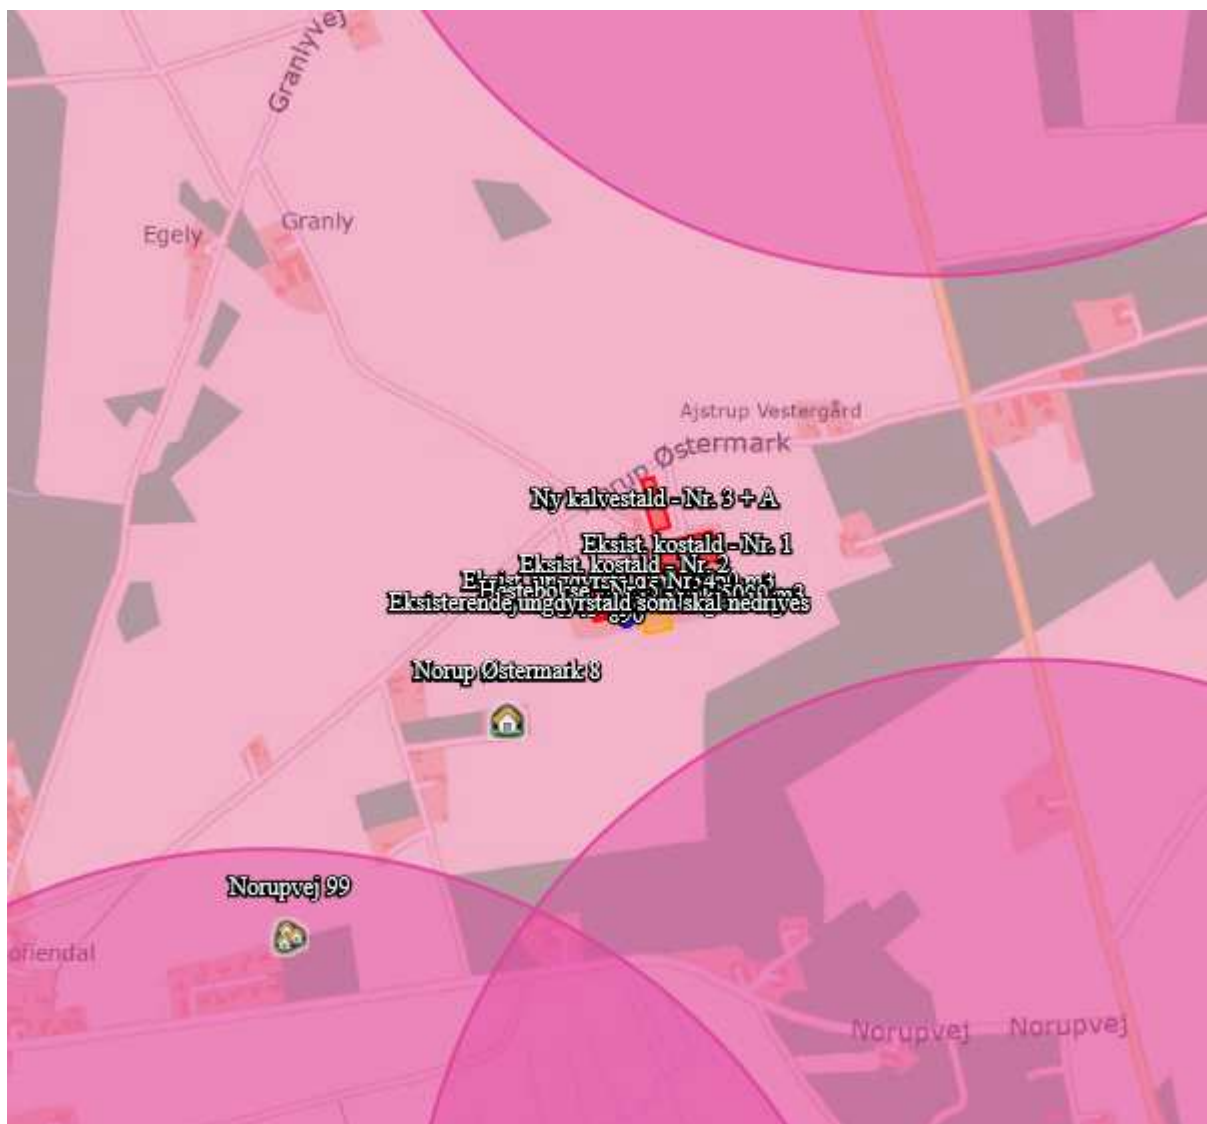 Granlyvej
Granly
Egely
Ajstrup Vestergård
Østermark
Ny kalvestald - Nr. 3 + A
Eksist. kostald - Nr. 1
Eksist. kostald - Nr. 2
Eksisterende ungdyrstald som skal nedrives
890
Norup Østermark 8
Norupvej 99
ofiendal
Norupvej Norupvej